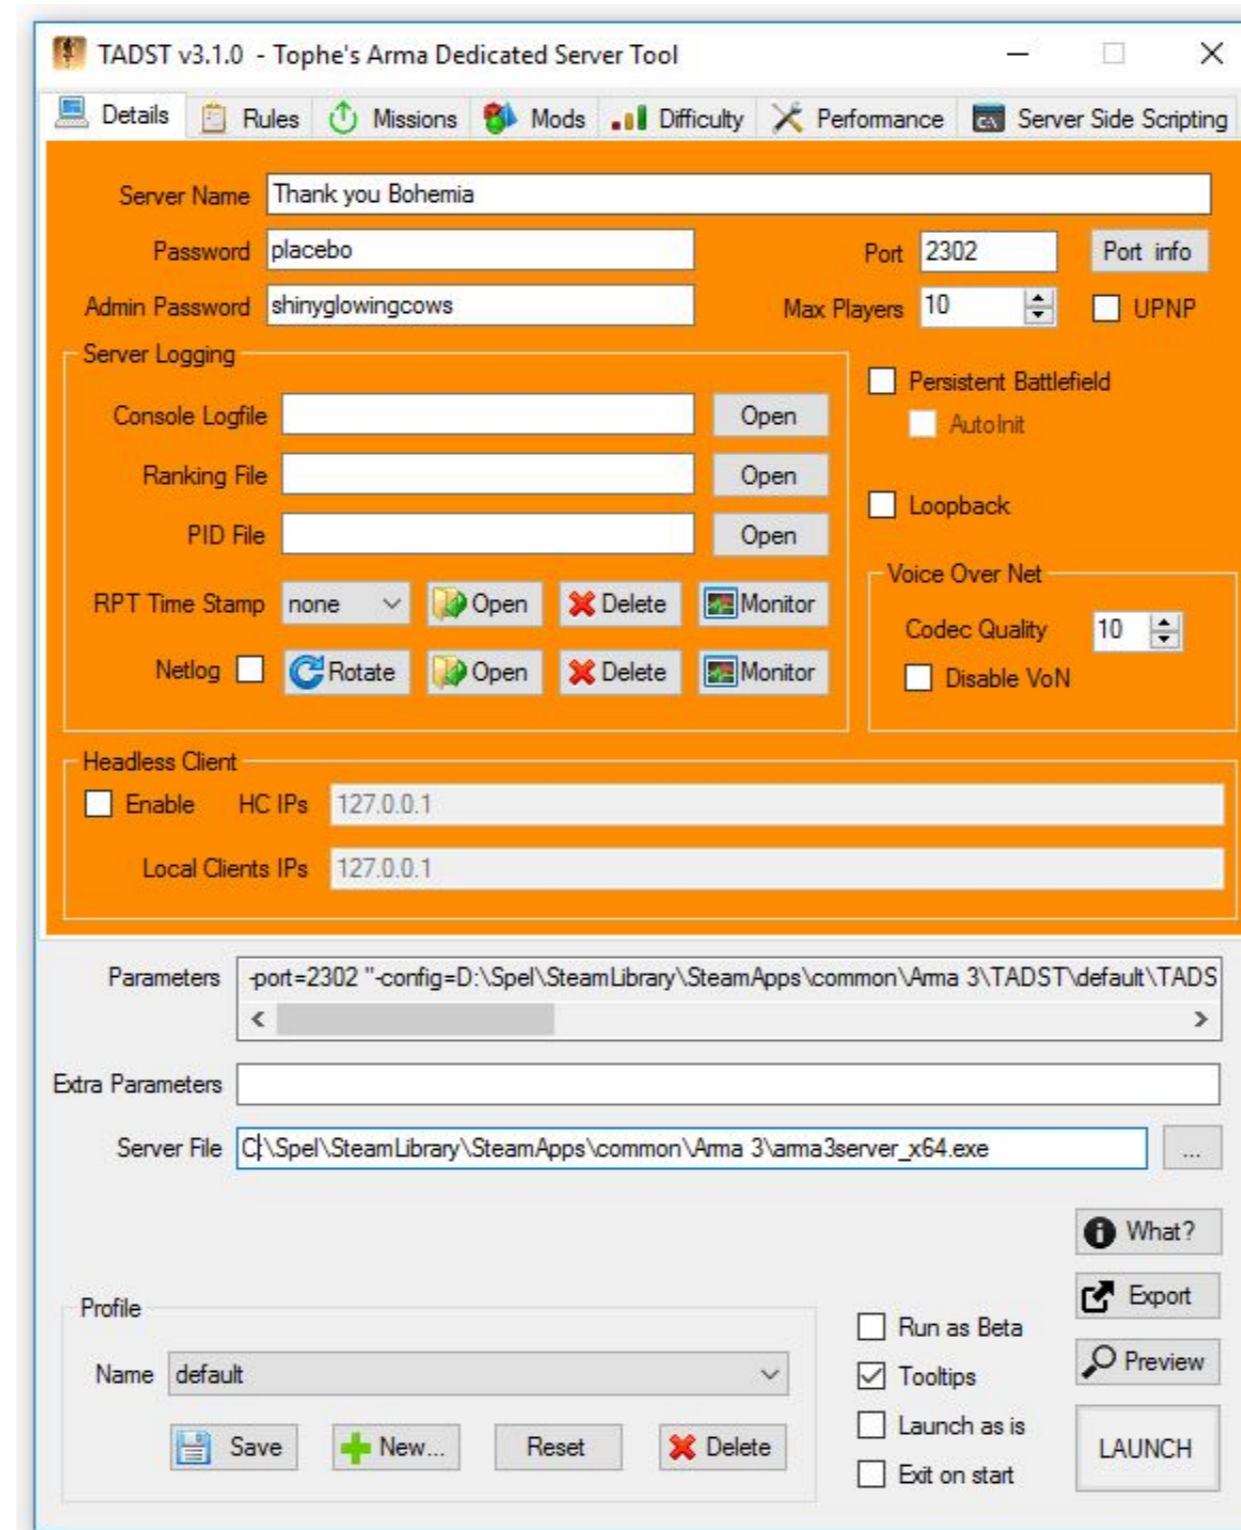 TADST v3.1.0 - Tophe's Arma Dedicated Server Tool
Details Rules Missions Mods Difficulty Performance Server Side Scripting
Server Name Thank you Bohemia
Password placebo Port 2302 Port info
Admin Password shinyglowingcows Max Players 10 UPNP
Server Logging
Persistent Battlefield
Console Logfile Open AutoInit
Ranking File Open
Loopback
PID File Open
Voice Over Net
RPT Time Stamp none Open Delete Monitor
Codec Quality 10
Netlog Rotate Open Delete Monitor
Disable VoN
Headless Client
Enable HC IPs 127.0.0.1
Local Clients IPs 127.0.0.1
Parameters -port=2302 "-config=D:\Spel\SteamLibrary\SteamApps\common\Arma 3\TADST\default\TADS
Extra Parameters
Server File C:\Spel\SteamLibrary\SteamApps\common\Arma 3\arma3server_x64.exe ...
What?
Export
Profile
Run as Beta
Preview
Name default Tooltips
Launch as is
Save New... Reset Delete LAUNCH
Exit on start